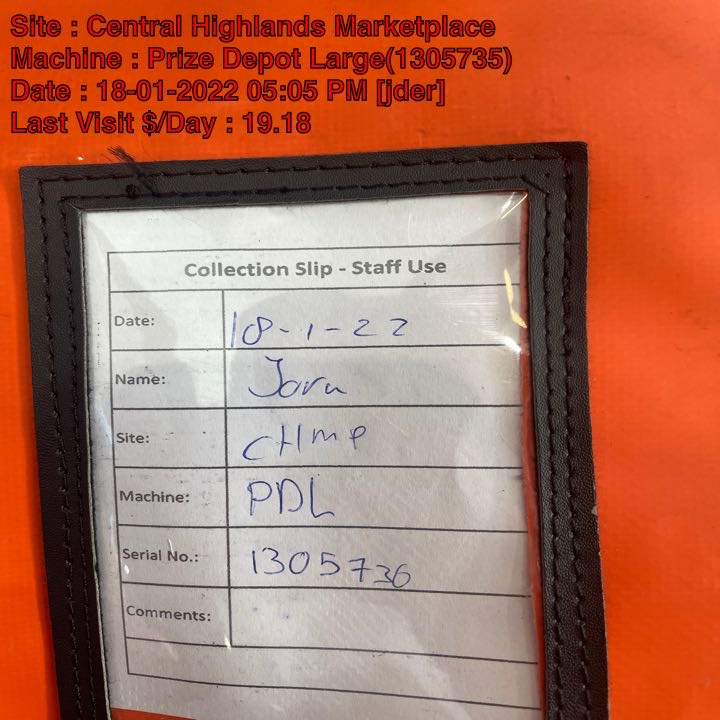 Site : Central Highlands Marketplace
Machine : Prize Depot Large(1305735)
Date : 18-01-2022 05:05 PM [jder]
Last Visit $/Day : 19.18
Collection Slip - Staff Use
Date: 18-1-22
Name:
Site: CHmP
Machine: PDL
Serial No.: 1305736
Comments: